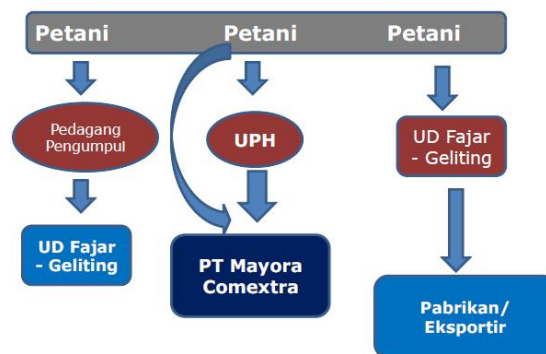 Petani
Petani
Petani
Pedagang
Pengumpul
UPH
UD Fajar
- Geliting
UD Fajar
- Geliting
PT Mayora
Comextra
Pabrikan/
Eksportir